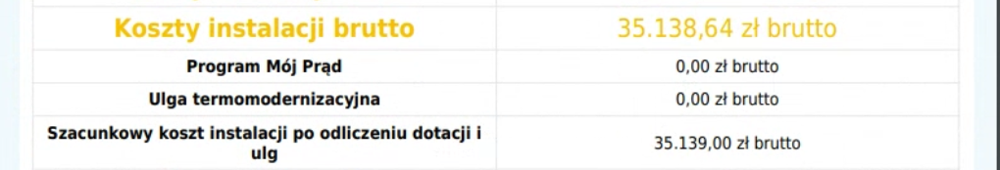 Koszty instalacji brutto 35.138,64 zł brutto
Program Mój Prąd 0,00 zł brutto
Ulga termomodernizacyjna 0,00 zł brutto
Szacunkowy koszt instalacji po odliczeniu dotacji i
ulg 35.139,00 zł brutto